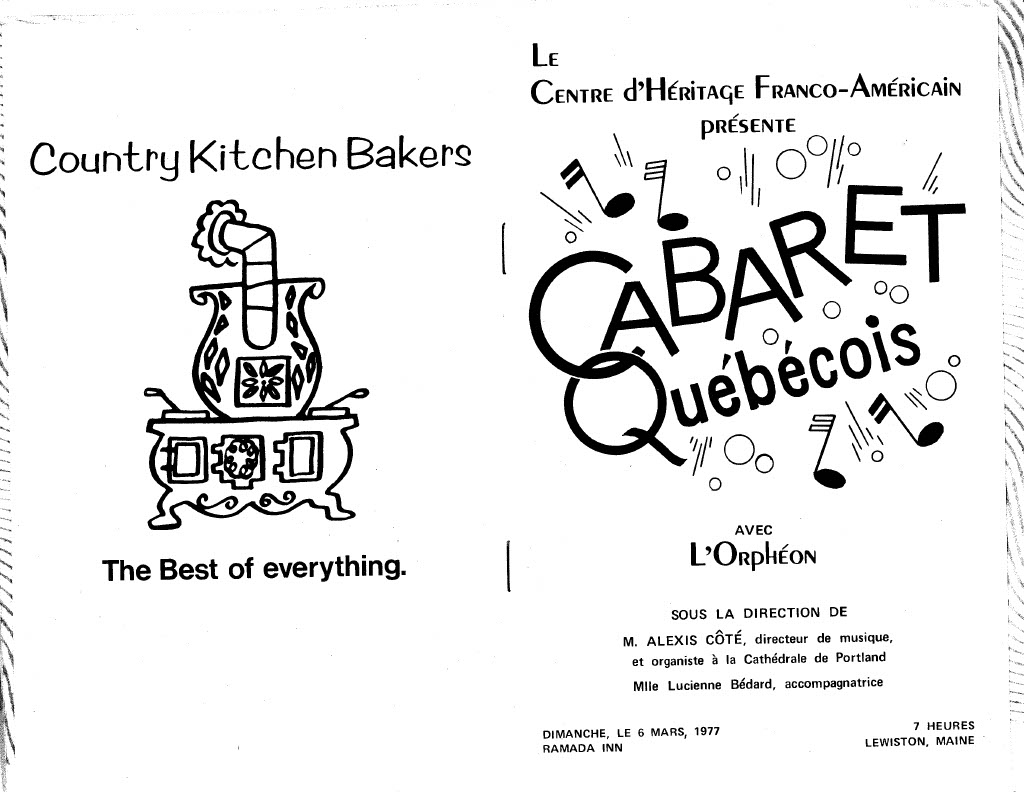 Country Kitchen Bakers
The Best of everything.
Le
Centre d'Héritage Franco-Américain
présente
Cabaret
Québécois
AVEC
L'Orphéon
SOUS LA DIRECTION DE
M. ALEXIS CÔTÉ, directeur de musique,
et organiste à la Cathédrale de Portland
Mlle Lucienne Bédard, accompagnatrice
DIMANCHE, LE 6 MARS, 1977
RAMADA INN
7 HEURES
LEWISTON, MAINE